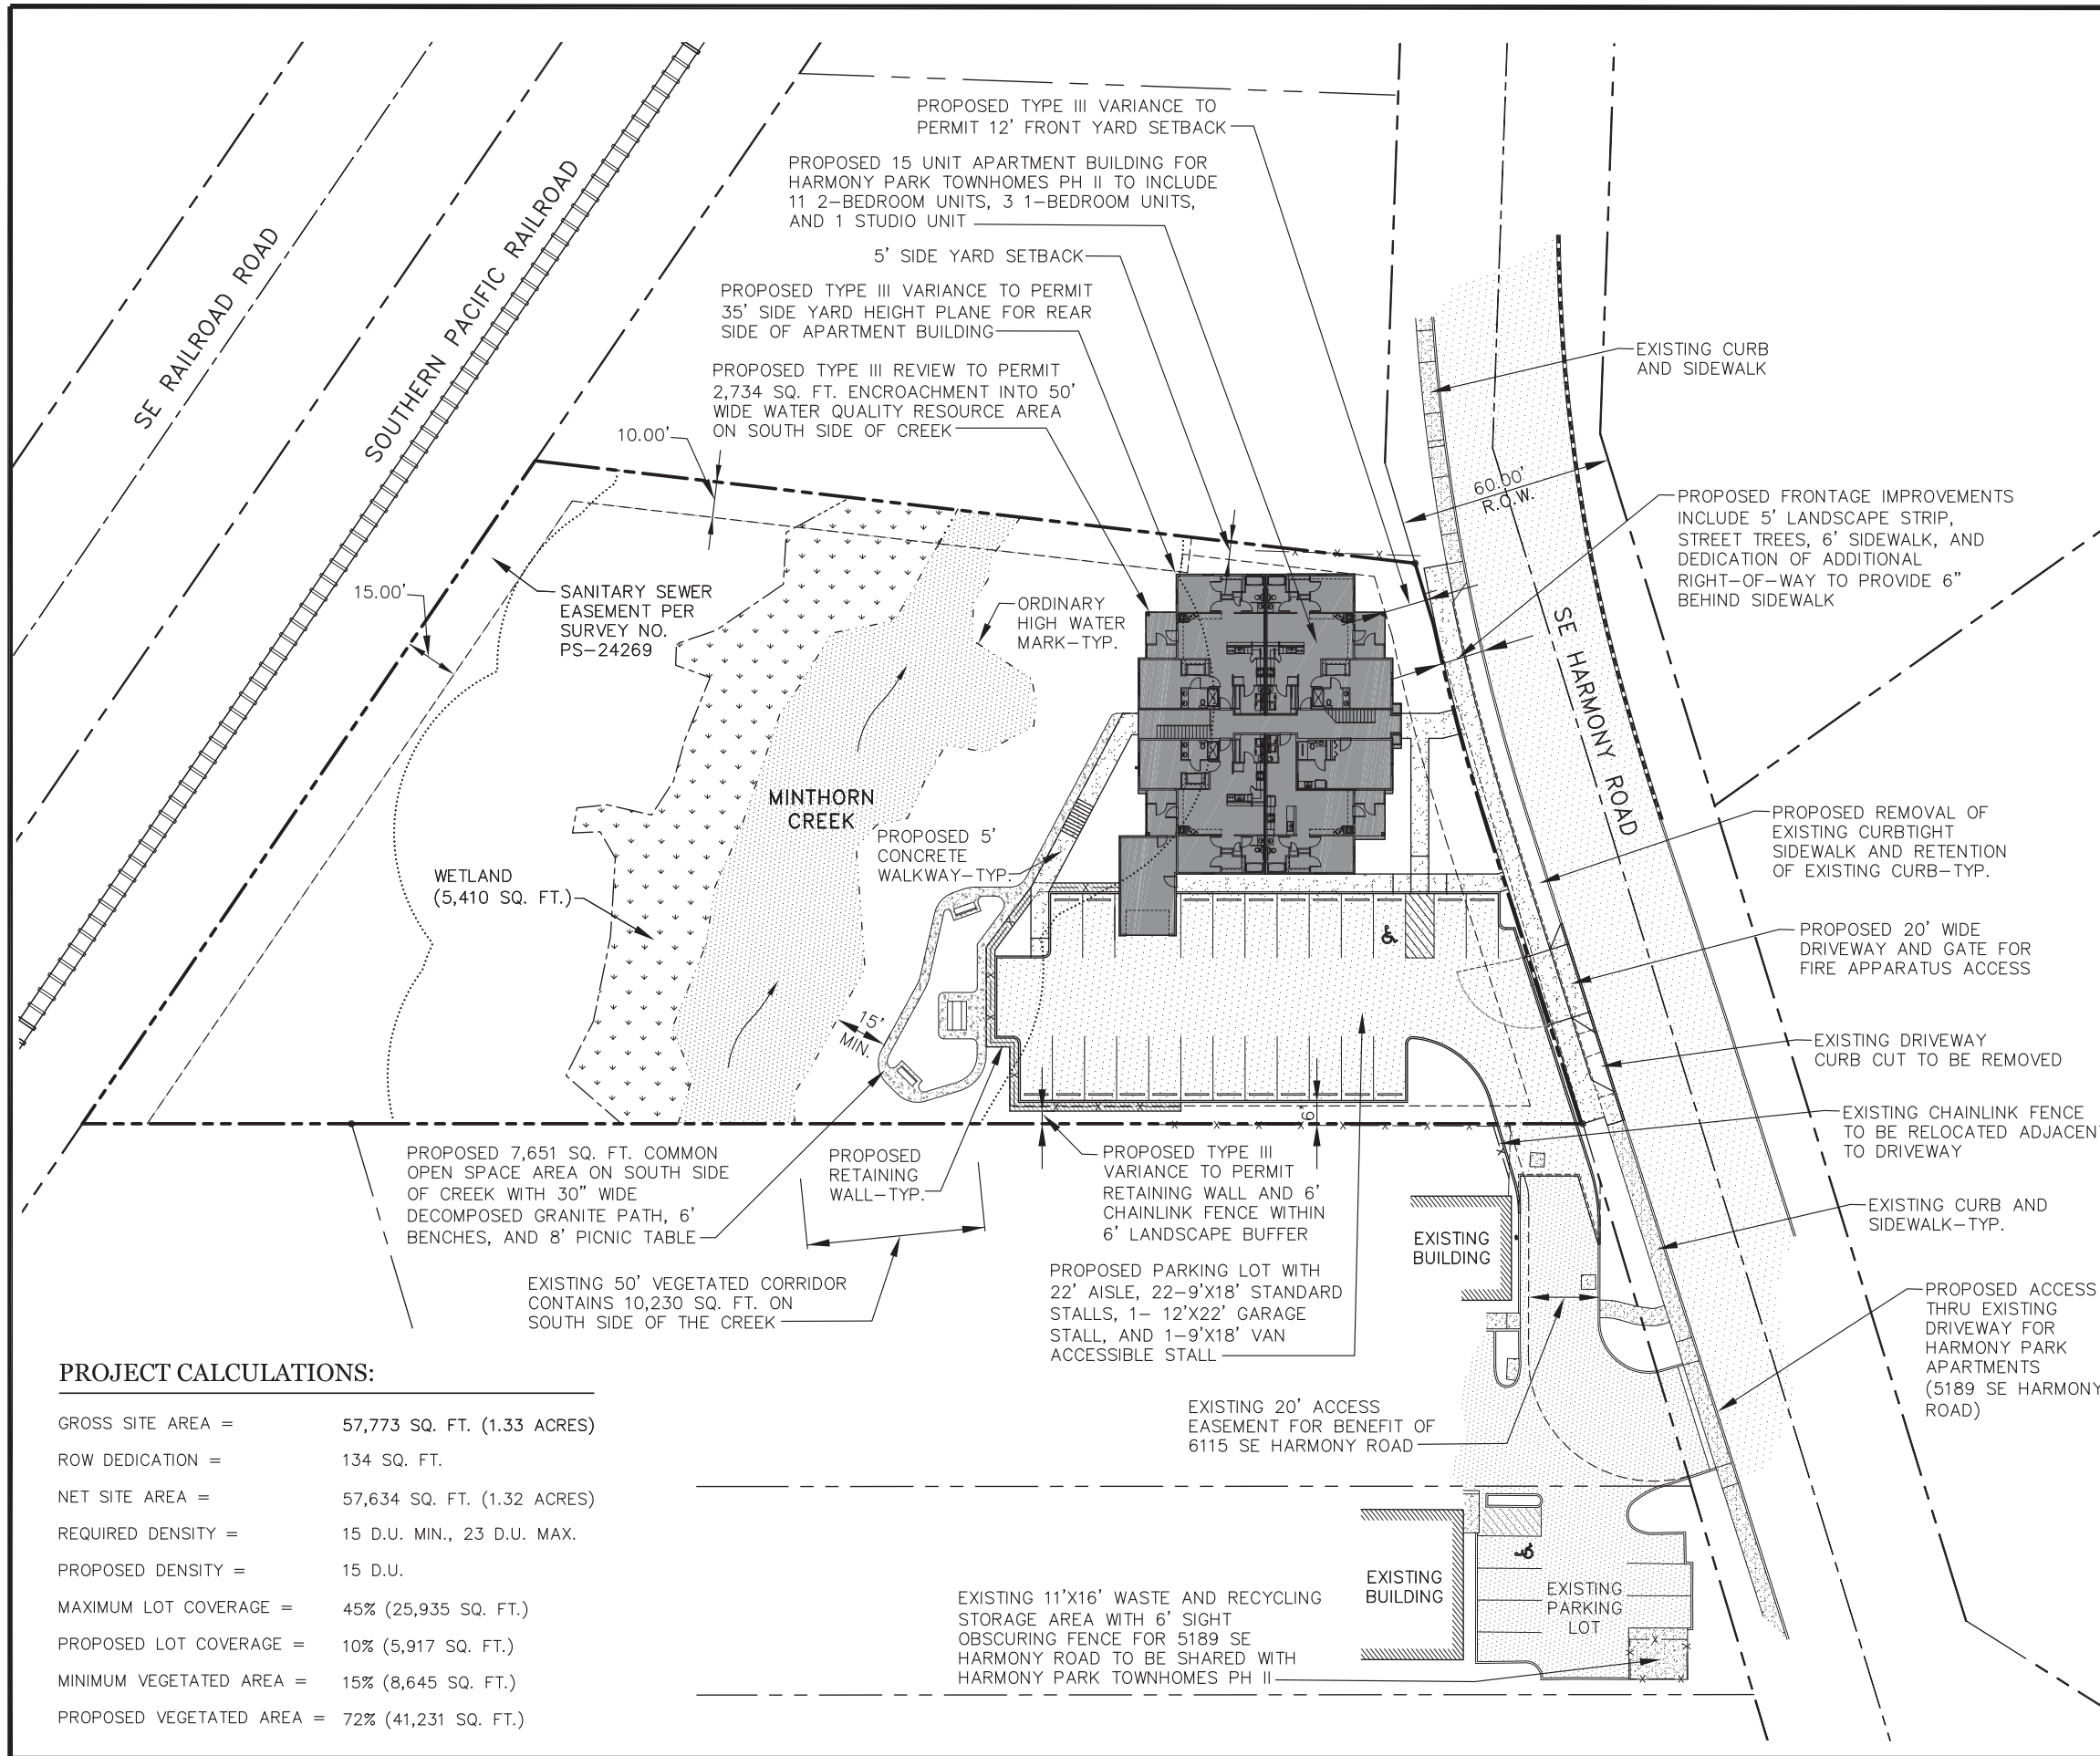 PROPOSED TYPE III VARIANCE TO
PERMIT 12' FRONT YARD SETBACK
PROPOSED 15 UNIT APARTMENT BUILDING FOR
HARMONY PARK TOWNHOMES PH II TO INCLUDE
11 2-BEDROOM UNITS, 3 1-BEDROOM UNITS,
AND 1 STUDIO UNIT
5' SIDE YARD SETBACK
PROPOSED TYPE III VARIANCE TO PERMIT
35' SIDE YARD HEIGHT PLANE FOR REAR
SIDE OF APARTMENT BUILDING
PROPOSED TYPE III REVIEW TO PERMIT
2,734 SQ. FT. ENCROACHMENT INTO 50'
WIDE WATER QUALITY RESOURCE AREA
ON SOUTH SIDE OF CREEK
SE RAILROAD ROAD
SOUTHERN PACIFIC RAILROAD
10.00'
15.00'
SANITARY SEWER
EASEMENT PER
SURVEY NO.
PS-24269
ORDINARY
HIGH WATER
MARK-TYP.
EXISTING CURB
AND SIDEWALK
60.00'
R.O.W.
PROPOSED FRONTAGE IMPROVEMENTS
INCLUDE 5' LANDSCAPE STRIP,
STREET TREES, 6' SIDEWALK, AND
DEDICATION OF ADDITIONAL
RIGHT-OF-WAY TO PROVIDE 6"
BEHIND SIDEWALK
SE HARMONY ROAD
MINTHORN
CREEK
PROPOSED 5'
CONCRETE
WALKWAY-TYP.
WETLAND
(5,410 SQ. FT.)
PROPOSED REMOVAL OF
EXISTING CURBTIGHT
SIDEWALK AND RETENTION
OF EXISTING CURB-TYP.
PROPOSED 20' WIDE
DRIVEWAY AND GATE FOR
FIRE APPARATUS ACCESS
15'
MIN.
EXISTING DRIVEWAY
CURB CUT TO BE REMOVED
6'
EXISTING CHAINLINK FENCE
TO BE RELOCATED ADJACEN
TO DRIVEWAY
PROPOSED 7,651 SQ. FT. COMMON
OPEN SPACE AREA ON SOUTH SIDE
OF CREEK WITH 30" WIDE
DECOMPOSED GRANITE PATH, 6'
BENCHES, AND 8' PICNIC TABLE
PROPOSED
RETAINING
WALL-TYP.
PROPOSED TYPE III
VARIANCE TO PERMIT
RETAINING WALL AND 6'
CHAINLINK FENCE WITHIN
6' LANDSCAPE BUFFER
EXISTING
BUILDING
EXISTING CURB AND
SIDEWALK-TYP.
EXISTING 50' VEGETATED CORRIDOR
CONTAINS 10,230 SQ. FT. ON
SOUTH SIDE OF THE CREEK
PROPOSED PARKING LOT WITH
22' AISLE, 22-9'X18' STANDARD
STALLS, 1- 12'X22' GARAGE
STALL, AND 1-9'X18' VAN
ACCESSIBLE STALL
PROPOSED ACCESS
THRU EXISTING
DRIVEWAY FOR
HARMONY PARK
APARTMENTS
(5189 SE HARMONY
ROAD)
EXISTING 20' ACCESS
EASEMENT FOR BENEFIT OF
6115 SE HARMONY ROAD
EXISTING
BUILDING
EXISTING
PARKING
LOT
EXISTING 11'X16' WASTE AND RECYCLING
STORAGE AREA WITH 6' SIGHT
OBSCURING FENCE FOR 5189 SE
HARMONY ROAD TO BE SHARED WITH
HARMONY PARK TOWNHOMES PH II
PROJECT CALCULATIONS:
GROSS SITE AREA = 57,773 SQ. FT. (1.33 ACRES)
ROW DEDICATION = 134 SQ. FT.
NET SITE AREA = 57,634 SQ. FT. (1.32 ACRES)
REQUIRED DENSITY = 15 D.U. MIN., 23 D.U. MAX.
PROPOSED DENSITY = 15 D.U.
MAXIMUM LOT COVERAGE = 45% (25,935 SQ. FT.)
PROPOSED LOT COVERAGE = 10% (5,917 SQ. FT.)
MINIMUM VEGETATED AREA = 15% (8,645 SQ. FT.)
PROPOSED VEGETATED AREA = 72% (41,231 SQ. FT.)